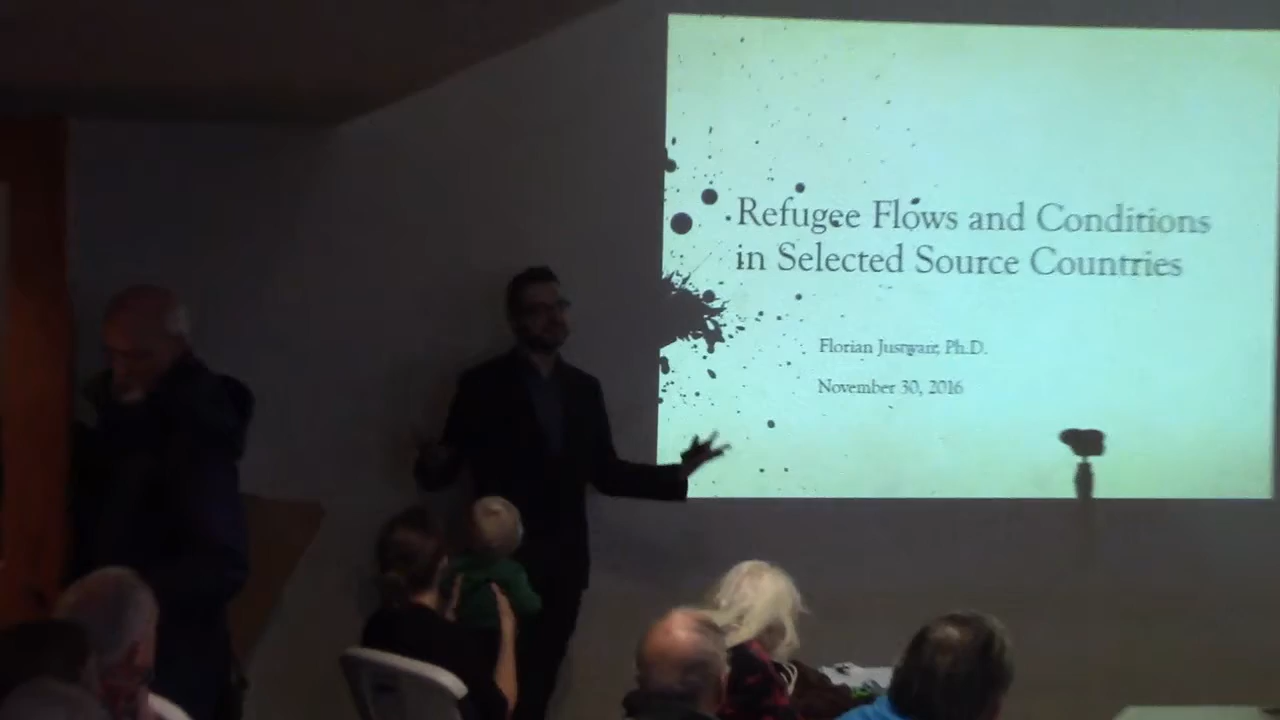 Refugee Flows and Conditions
in Selected Source Countries
Florian Justwan, Ph.D.
November 30, 2016